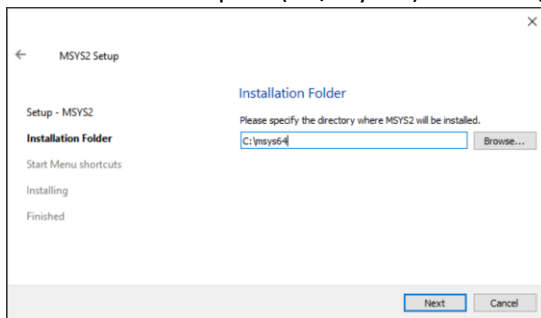 MSYS2 Setup
Installation Folder
Setup - MSYS2
Please specify the directory where MSYS2 will be installed.
Installation Folder
C:\msys64
Browse...
Start Menu shortcuts
Installing
Finished
Next
Cancel